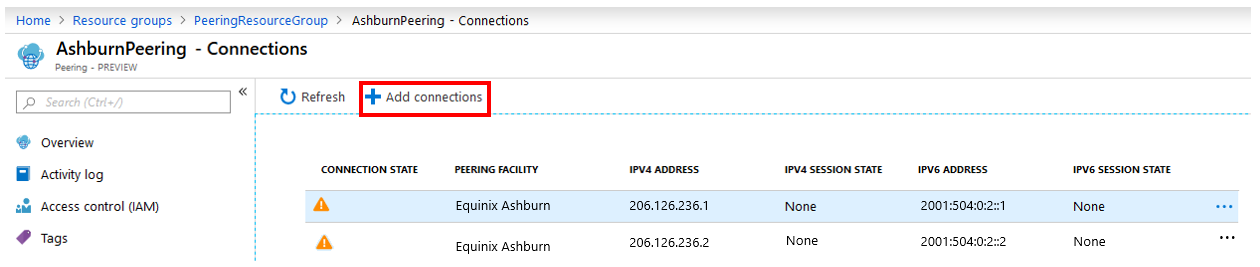 Home > Resource groups > PeeringResourceGroup > AshburnPeering - Connections
AshburnPeering - Connections
Peering - PREVIEW
Search (Ctrl+/)
«
Overview
Activity log
Access control (IAM)
Tags
Refresh
Add connections
CONNECTION STATE PEERING FACILITY IPV4 ADDRESS IPV4 SESSION STATE IPV6 ADDRESS IPV6 SESSION STATE
Equinix Ashburn 206.126.236.1 None 2001:504:0:2::1 None ...
Equinix Ashburn 206.126.236.2 None 2001:504:0:2::2 None ...